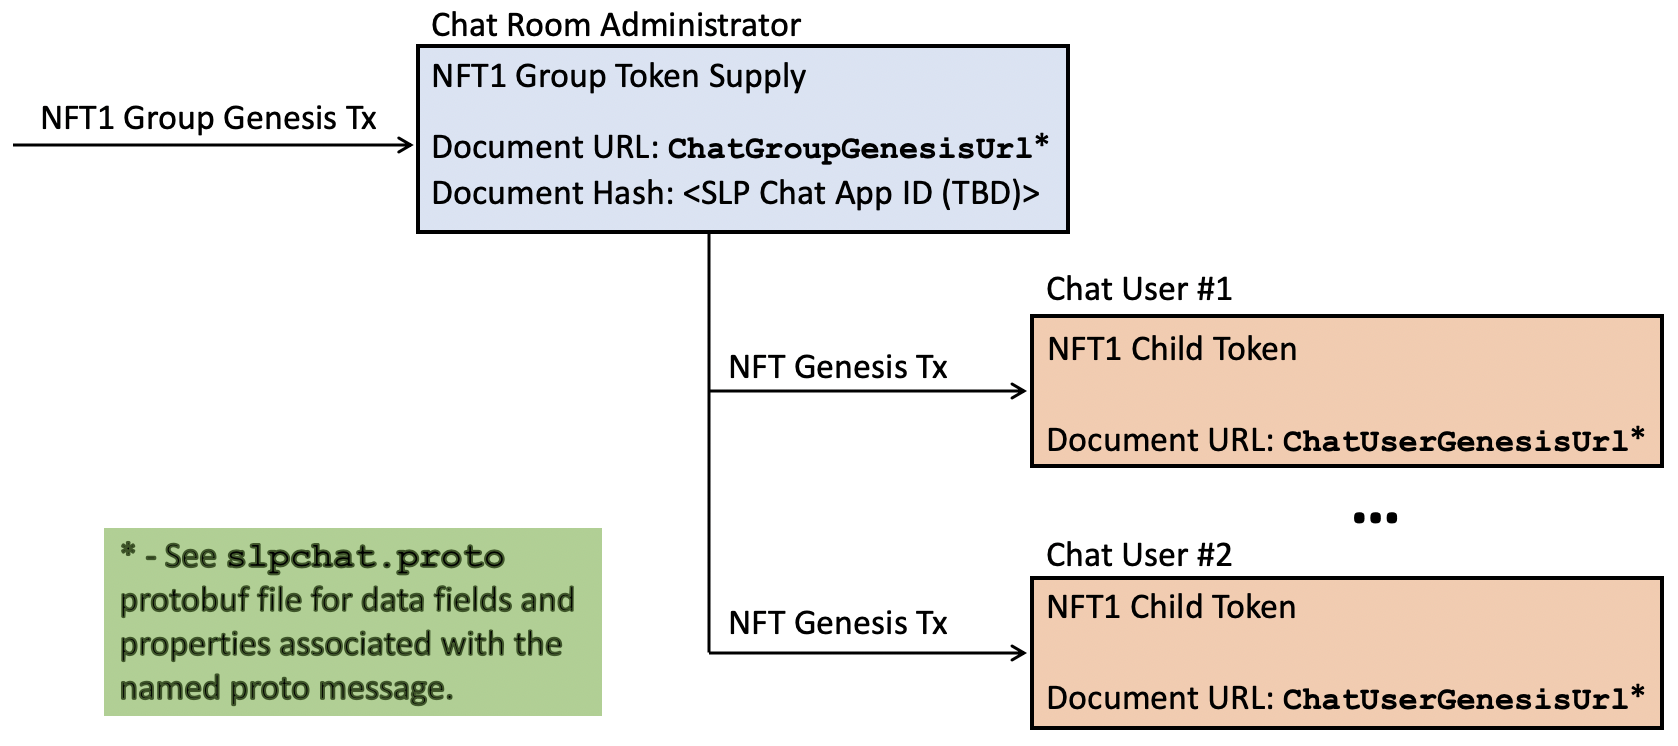 Chat Room Administrator
NFT1 Group Token Supply
NFT1 Group Genesis Tx
Document URL: ChatGroupGenesisUrl*
Document Hash: <SLP Chat App ID (TBD)>
Chat User #1
NFT1 Child Token
NFT Genesis Tx
Document URL: ChatUserGenesisUrl*
...
Chat User #2
NFT1 Child Token
NFT Genesis Tx
Document URL: ChatUserGenesisUrl*
* - See slpchat.proto
protobuf file for data fields and
properties associated with the
named proto message.